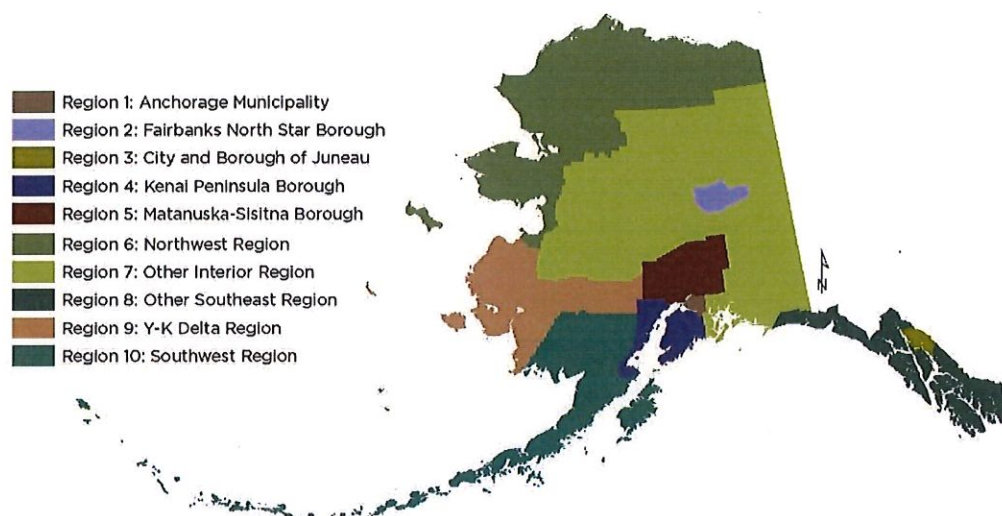 Region 1: Anchorage Municipality
Region 2: Fairbanks North Star Borough
Region 3: City and Borough of Juneau
Region 4: Kenai Peninsula Borough
Region 5: Matanuska-Sisitna Borough
Region 6: Northwest Region
Region 7: Other Interior Region
Region 8: Other Southeast Region
Region 9: Y-K Delta Region
Region 10: Southwest Region
N